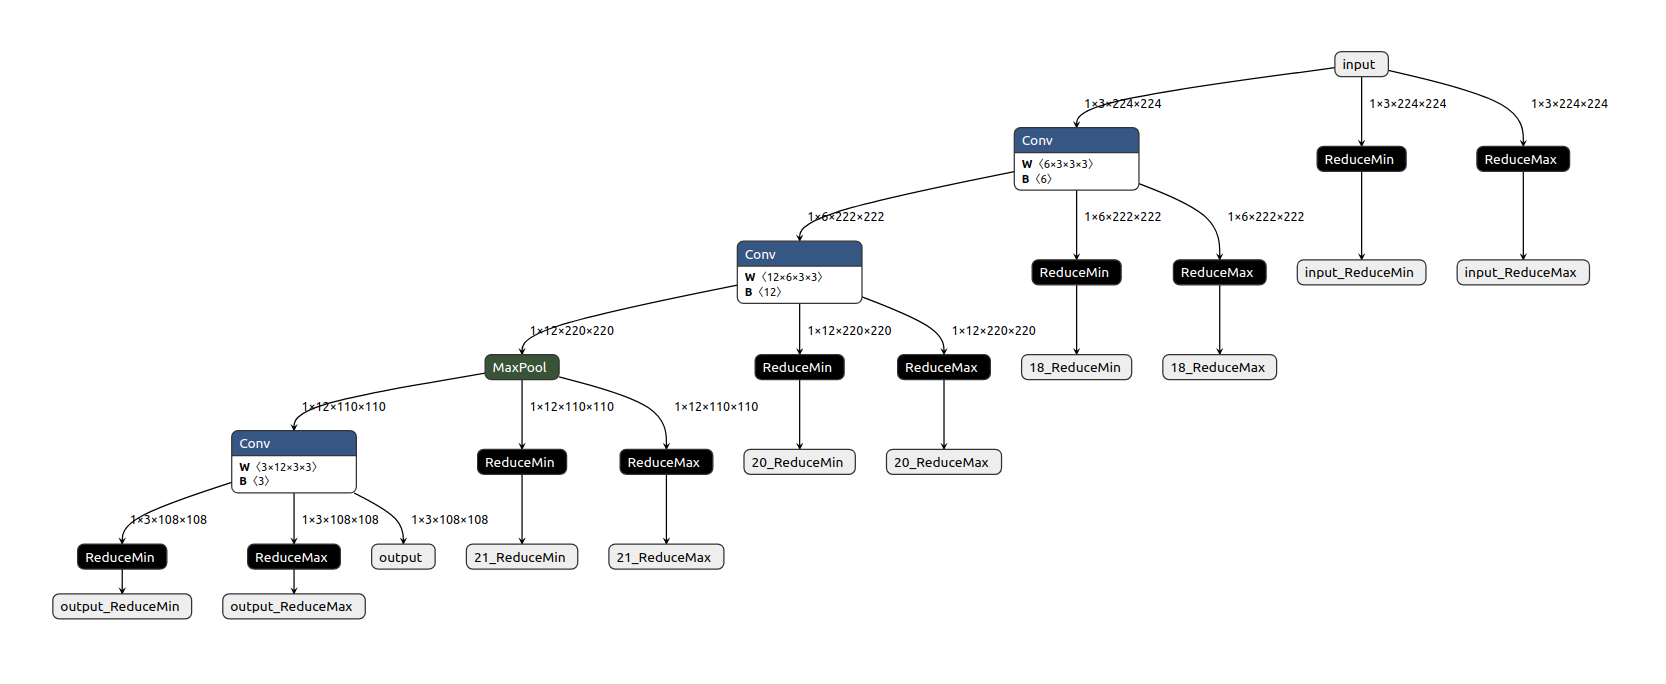 input
1×3×224×224
1×3×224×224
1×3×224×224
Conv
W 〈6×3×3×3〉
B 〈6〉
ReduceMin
ReduceMax
1×6×222×222
1×6×222×222
1×6×222×222
Conv
W 〈12×6×3×3〉
B 〈12〉
ReduceMin
ReduceMax
input_ReduceMin
input_ReduceMax
1×12×220×220
1×12×220×220
1×12×220×220
MaxPool
ReduceMin
ReduceMax
18_ReduceMin
18_ReduceMax
1×12×110×110
1×12×110×110
1×12×110×110
Conv
W 〈3×12×3×3〉
B 〈3〉
ReduceMin
ReduceMax
20_ReduceMin
20_ReduceMax
1×3×108×108
1×3×108×108
1×3×108×108
ReduceMin
ReduceMax
output
21_ReduceMin
21_ReduceMax
output_ReduceMin
output_ReduceMax